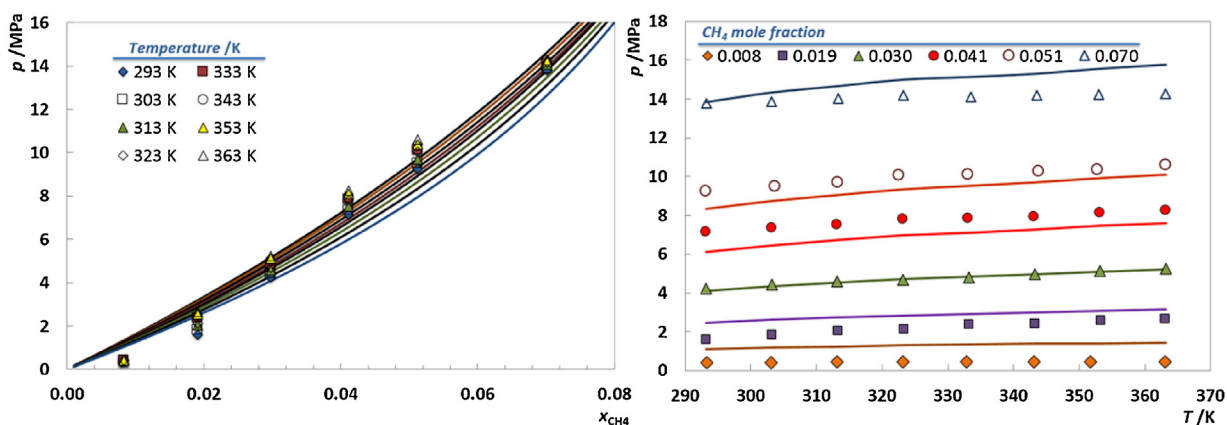 p /MPa
16
14
12
10
8
6
4
2
0
0.00 0.02 0.04 0.06 0.08
xCH4
Temperature /K
293 K 333 K
303 K 343 K
313 K 353 K
323 K 363 K
p /MPa
18
16
14
12
10
8
6
4
2
0
290 300 310 320 330 340 350 360 370
T /K
CH4 mole fraction
0.008 0.019 0.030 0.041 0.051 0.070